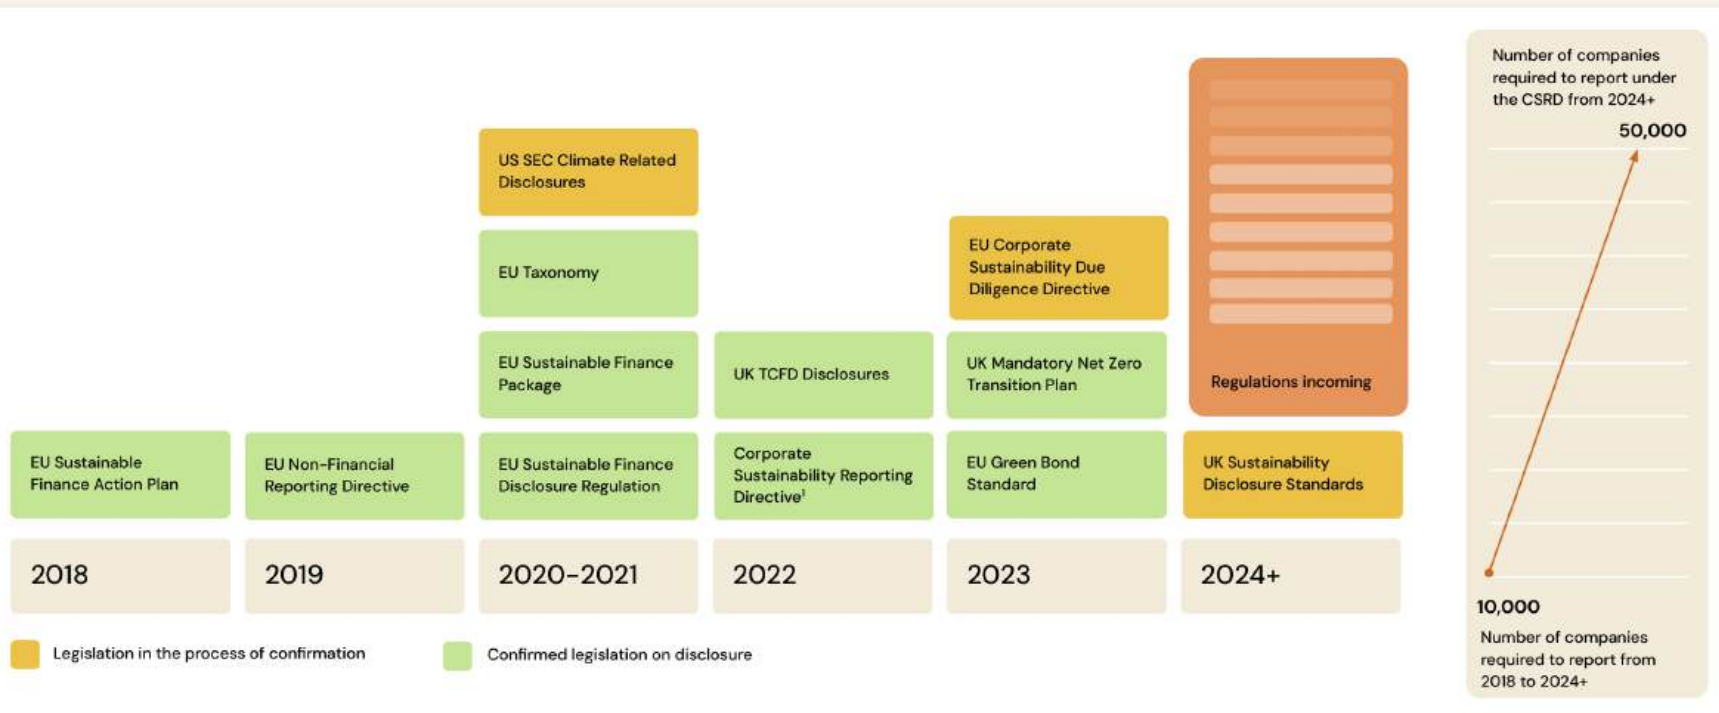 US SEC Climate Related
Disclosures
EU Taxonomy
EU Sustainable Finance
Package
EU Sustainable Finance
Disclosure Regulation
EU Sustainable
Finance Action Plan
EU Non-Financial
Reporting Directive
UK TCFD Disclosures
Corporate
Sustainability Reporting
Directive¹
EU Corporate
Sustainability Due
Diligence Directive
UK Mandatory Net Zero
Transition Plan
EU Green Bond
Standard
Regulations incoming
UK Sustainability
Disclosure Standards
2018
2019
2020-2021
2022
2023
2024+
Legislation in the process of confirmation
Confirmed legislation on disclosure
Number of companies
required to report under
the CSRD from 2024+
50,000
10,000
Number of companies
required to report from
2018 to 2024+